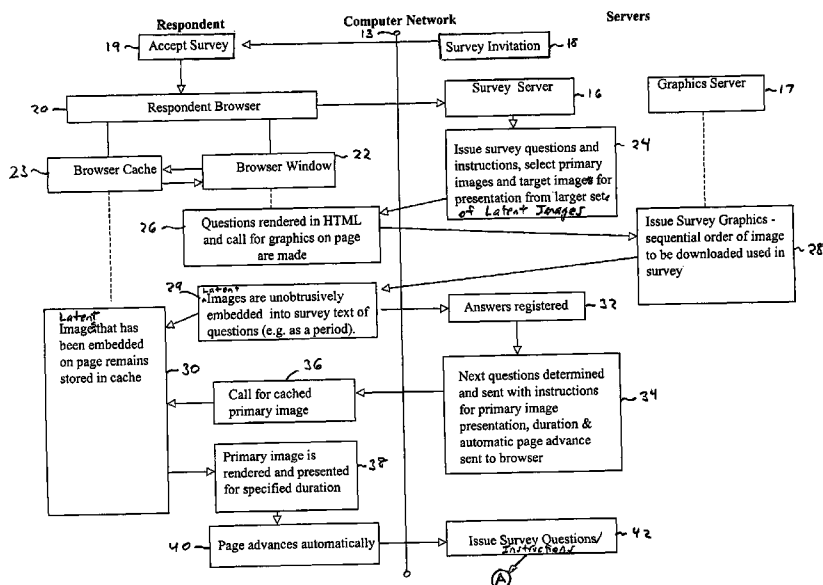 Respondent
Computer Network
Servers
13
19
Accept Survey
Survey Invitation
18
20
Respondent Browser
Survey Server
16
Graphics Server
17
23
Browser Cache
Browser Window
22
Issue survey questions and
instructions, select primary
images and target images for
presentation from larger set
of Latent Images
24
26
Questions rendered in HTML
and call for graphics on page
are made
Issue Survey Graphics -
sequential order of image
to be downloaded used in
survey
28
29
Latent
Images are unobtrusively
embedded into survey text of
questions (e.g. as a period).
Answers registered
32
Latent
Images that has
been embedded
on page remains
stored in cache
30
36
Call for cached
primary image
Next questions determined
and sent with instructions
for primary image
presentation, duration &
automatic page advance
sent to browser
34
Primary image is
rendered and presented
for specified duration
38
40
Page advances automatically
Issue Survey Questions/
Instructions
42
A